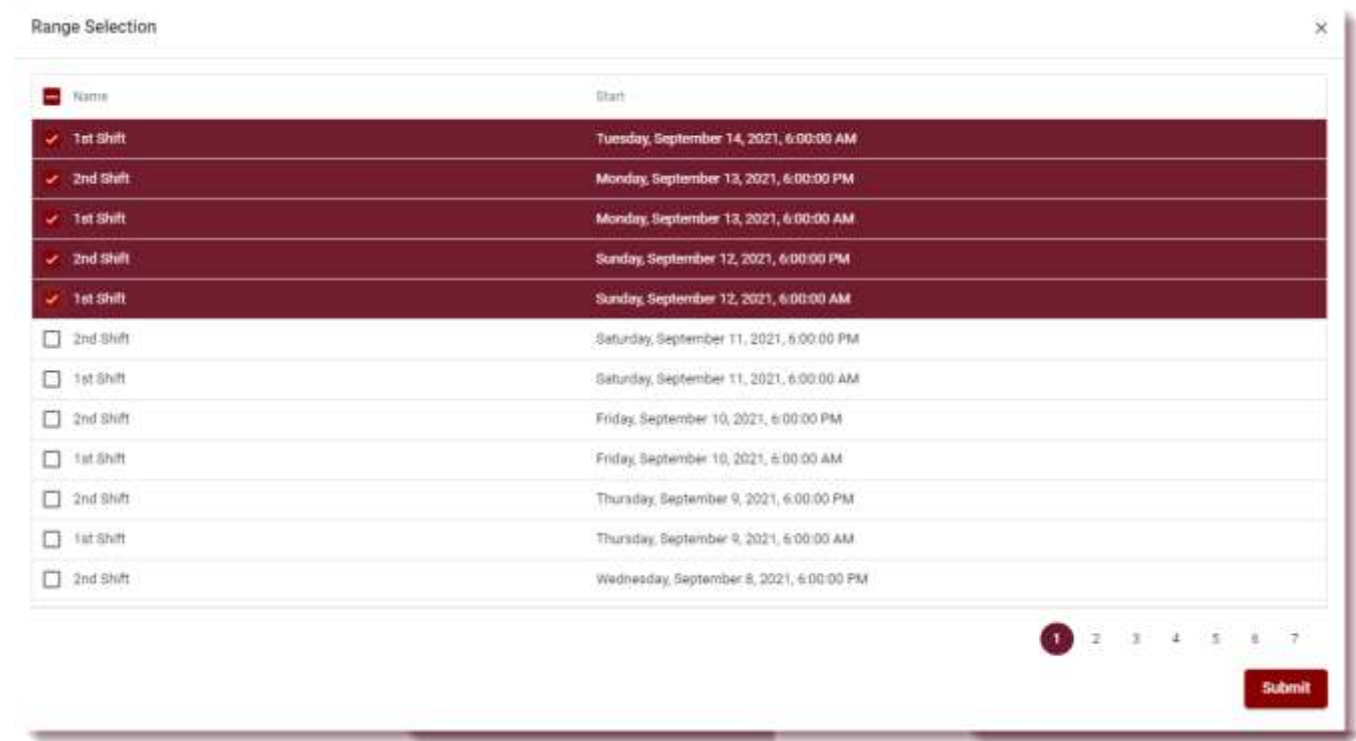 Range Selection
Name Start
1st Shift Tuesday, September 14, 2021, 6:00:00 AM
2nd Shift Monday, September 13, 2021, 6:00:00 PM
1st Shift Monday, September 13, 2021, 6:00:00 AM
2nd Shift Sunday, September 12, 2021, 6:00:00 PM
1st Shift Sunday, September 12, 2021, 6:00:00 AM
2nd Shift Saturday, September 11, 2021, 6:00:00 PM
1st Shift Saturday, September 11, 2021, 6:00:00 AM
2nd Shift Friday, September 10, 2021, 6:00:00 PM
1st Shift Friday, September 10, 2021, 6:00:00 AM
2nd Shift Thursday, September 9, 2021, 6:00:00 PM
1st Shift Thursday, September 9, 2021, 6:00:00 AM
2nd Shift Wednesday, September 8, 2021, 6:00:00 PM
1 2 3 4 5 6 7
Submit